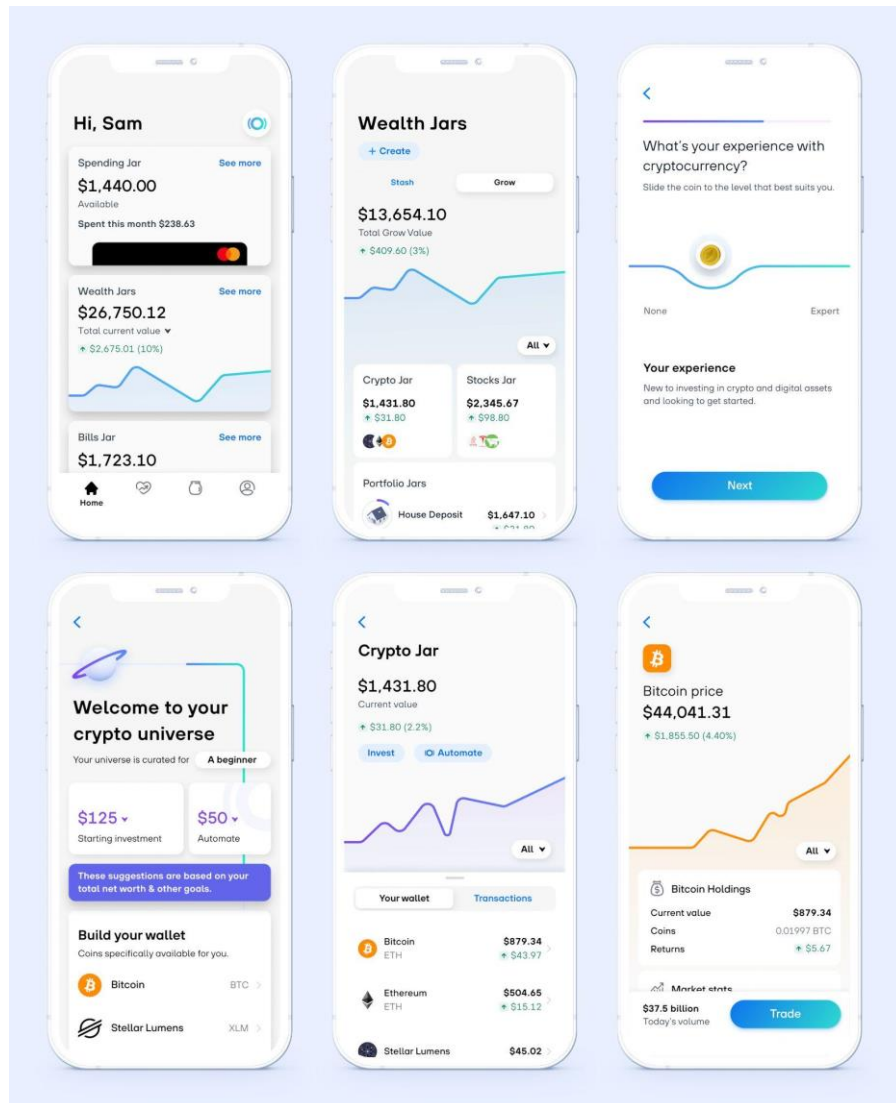 Hi, Sam
Spending Jar See more
$1,440.00
Available
Spent this month $238.63
Wealth Jars See more
$26,750.12
Total current value
$2,675.01 (10%)
Bills Jar See more
$1,723.10
Home
Wealth Jars
+ Create
Stash Grow
$13,654.10
Total Grow Value
$409.60 (3%)
All
Crypto Jar Stocks Jar
$1,431.80 $2,345.67
$31.80 $98.80
Portfolio Jars
House Deposit $1,647.10
What's your experience with
cryptocurrency?
Slide the coin to the level that best suits you.
None Expert
Your experience
New to investing in crypto and digital assets
and looking to get started.
Next
Welcome to your
crypto universe
Your universe is curated for A beginner
$125 $50
Starting investment Automate
These suggestions are based on your
total net worth & other goals.
Build your wallet
Coins specifically available for you.
Bitcoin BTC
Stellar Lumens XLM
Crypto Jar
$1,431.80
Current value
$31.80 (2.2%)
Invest Automate
All
Your wallet Transactions
Bitcoin $879.34
ETH $43.97
Ethereum $504.65
ETH $15.12
Stellar Lumens $45.02
Bitcoin price
$44,041.31
$1,855.50 (4.40%)
All
Bitcoin Holdings
Current value $879.34
Coins 0.01997 BTC
Returns $5.67
Market stats
$37.5 billion
Today's volume
Trade